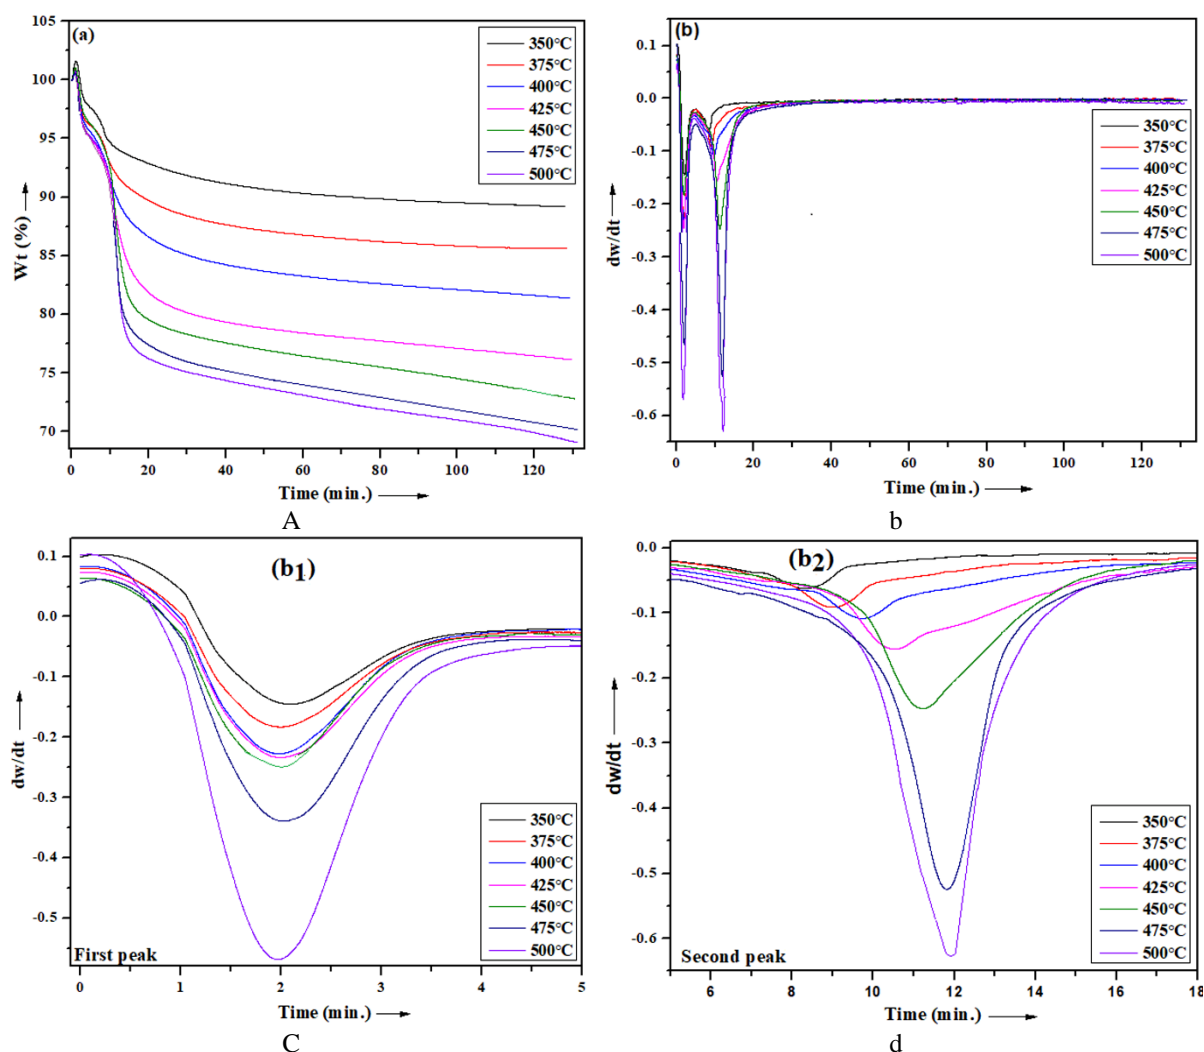 (a)
105
100
95
90
85
80
75
70
Wt (%)
0 20 40 60 80 100 120
Time (min.)
350°C
375°C
400°C
425°C
450°C
475°C
500°C
A
(b)
0.1
0.0
-0.1
-0.2
-0.3
-0.4
-0.5
-0.6
dw/dt
0 20 40 60 80 100 120
Time (min.)
350°C
375°C
400°C
425°C
450°C
475°C
500°C
b
(b1)
0.1
0.0
-0.1
-0.2
-0.3
-0.4
-0.5
dw/dt
350°C
375°C
400°C
425°C
450°C
475°C
500°C
First peak
0 1 2 3 4 5
Time (min.)
C
(b2)
0.0
-0.1
-0.2
-0.3
-0.4
-0.5
-0.6
dw/dt
350°C
375°C
400°C
425°C
450°C
475°C
500°C
Second peak
6 8 10 12 14 16 18
Time (min.)
d